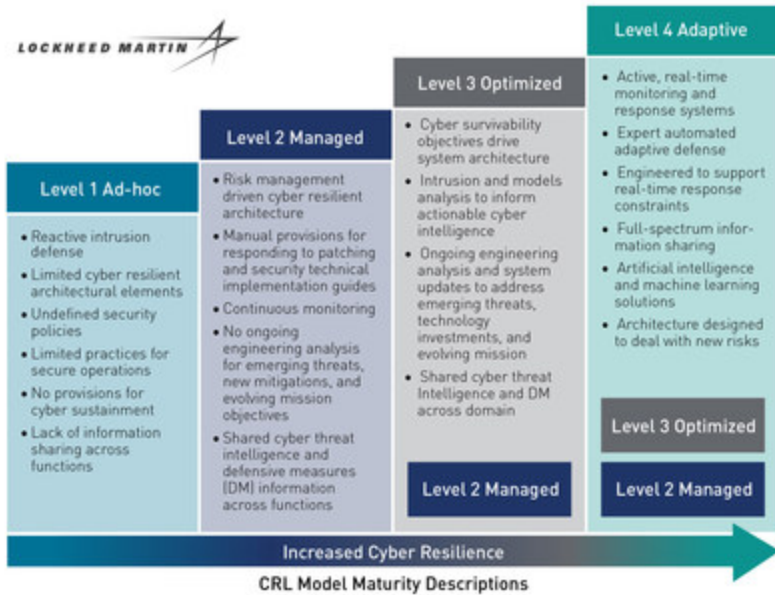 LOCKHEED MARTIN
Level 1 Ad-hoc
• Reactive intrusion
defense
• Limited cyber resilient
architectural elements
• Undefined security
policies
• Limited practices for
secure operations
• No provisions for
cyber sustainment
• Lack of information
sharing across
functions
Level 2 Managed
• Risk management
driven cyber resilient
architecture
• Manual provisions for
responding to patching
and security technical
implementation guides
• Continuous monitoring
• No ongoing
engineering analysis
for emerging threats,
new mitigations, and
evolving mission
objectives
• Shared cyber threat
intelligence and
defensive measures
(DM) information
across functions
Level 3 Optimized
• Cyber survivability
objectives drive
system architecture
• Intrusion and models
analysis to inform
actionable cyber
intelligence
• Ongoing engineering
analysis and system
updates to address
emerging threats,
technology
investments, and
evolving mission
• Shared cyber threat
Intelligence and DM
across domain
Level 2 Managed
Level 4 Adaptive
• Active, real-time
monitoring and
response systems
• Expert automated
adaptive defense
• Engineered to support
real-time response
constraints
• Full-spectrum infor-
mation sharing
• Artificial intelligence
and machine learning
solutions
• Architecture designed
to deal with new risks
Level 3 Optimized
Level 2 Managed
Increased Cyber Resilience
CRL Model Maturity Descriptions